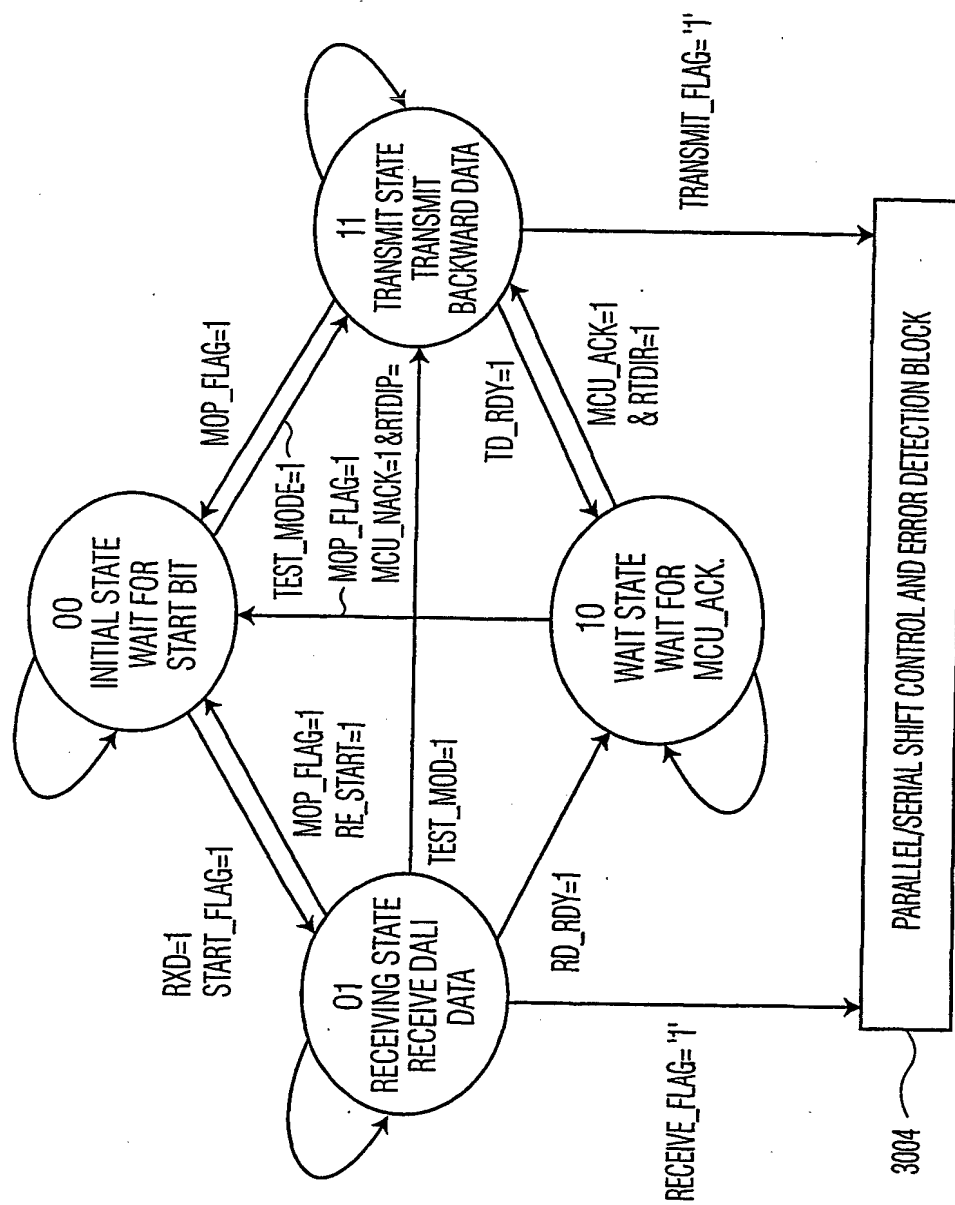 00
INITIAL STATE
WAIT FOR
START BIT
RXD=1
START_FLAG=1
MOP_FLAG=1
RE_START=1
MOP_FLAG=1
TEST_MODE=1
MOP_FLAG=1
MCU_NACK=1 &RTDIP=
01
RECEIVING STATE
RECEIVE DALI
DATA
TEST_MOD=1
11
TRANSMIT STATE
TRANSMIT
BACKWARD DATA
RD_RDY=1
TD_RDY=1
MCU_ACK=1
& RTDIR=1
10
WAIT STATE
WAIT FOR
MCU_ACK.
RECEIVE_FLAG='1'
TRANSMIT_FLAG='1'
3004
PARALLEL/SERIAL SHIFT CONTROL AND ERROR DETECTION BLOCK